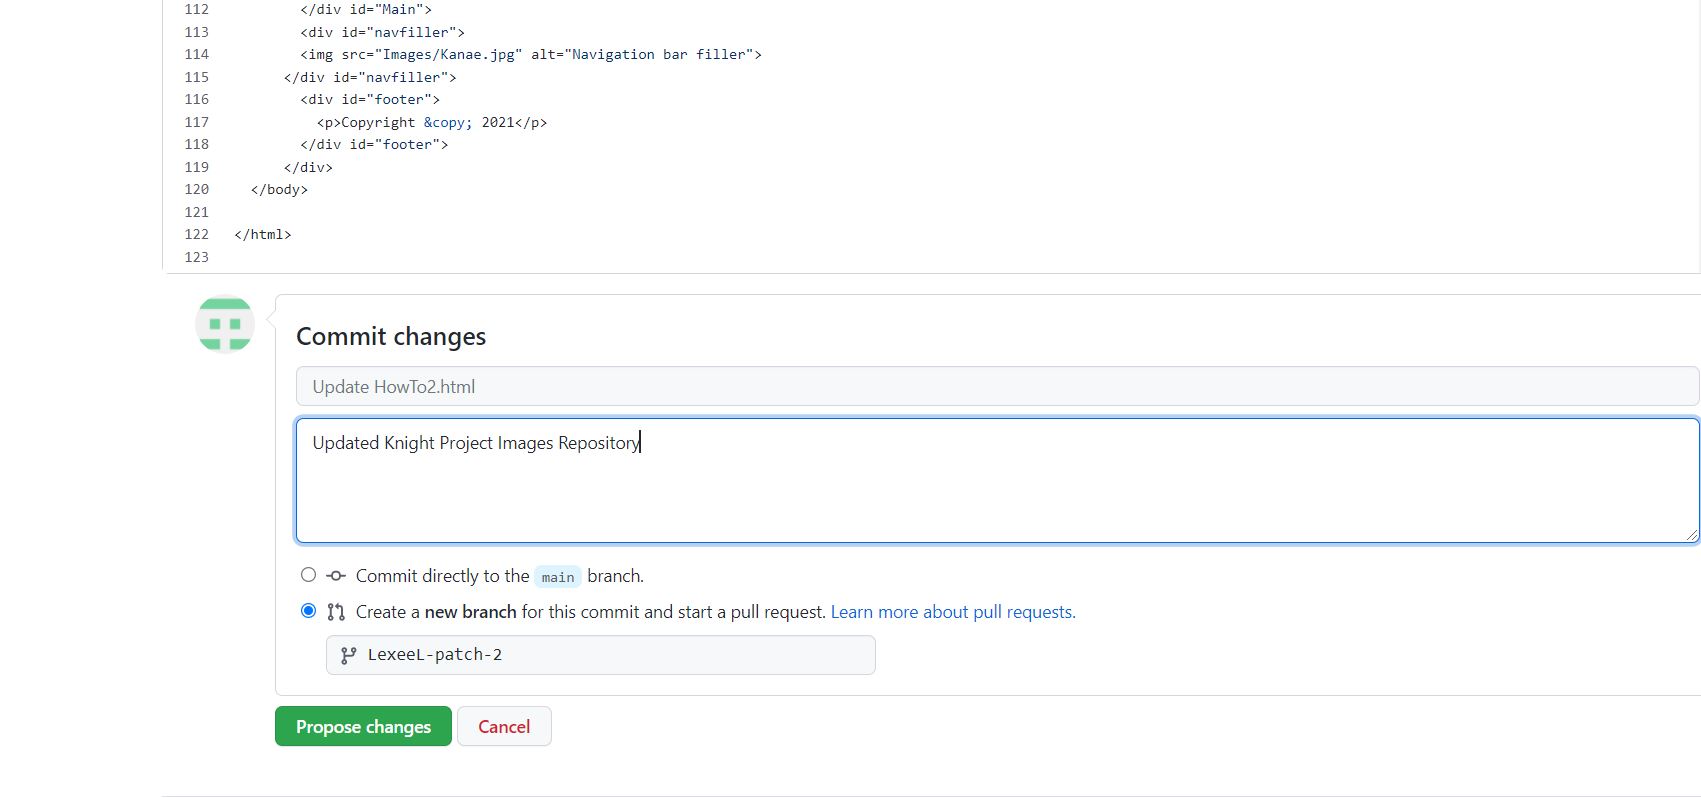 112 </div id="Main">
113 <div id="navfiller">
114 <img src="Images/Kanae.jpg" alt="Navigation bar filler">
115 </div id="navfiller">
116 <div id="footer">
117 <p>Copyright &copy; 2021</p>
118 </div id="footer">
119 </div>
120 </body>
121
122 </html>
123
Commit changes
Update HowTo2.html
Updated Knight Project Images Repository
Commit directly to the main branch.
Create a new branch for this commit and start a pull request. Learn more about pull requests.
LexeeL-patch-2
Propose changes Cancel